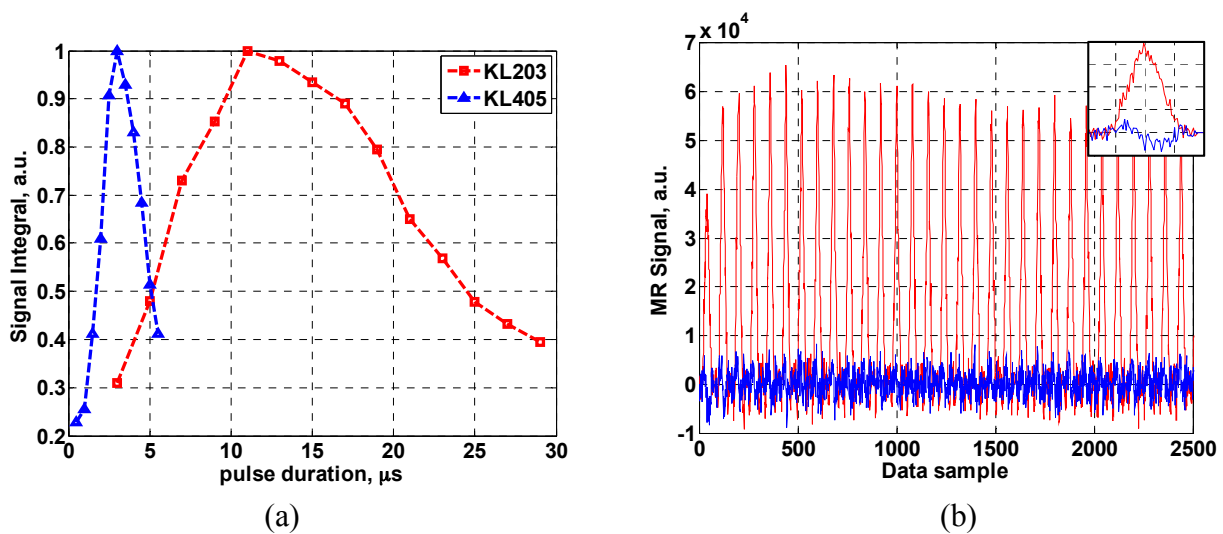 1
0.9
0.8
0.7
0.6
0.5
0.4
0.3
0.2
0 5 10 15 20 25 30
Signal Integral, a.u.
pulse duration, μs
KL203
KL405
(a)
x 10^4
7
6
5
4
3
2
1
0
-1
0 500 1000 1500 2000 2500
MR Signal, a.u.
Data sample
(b)